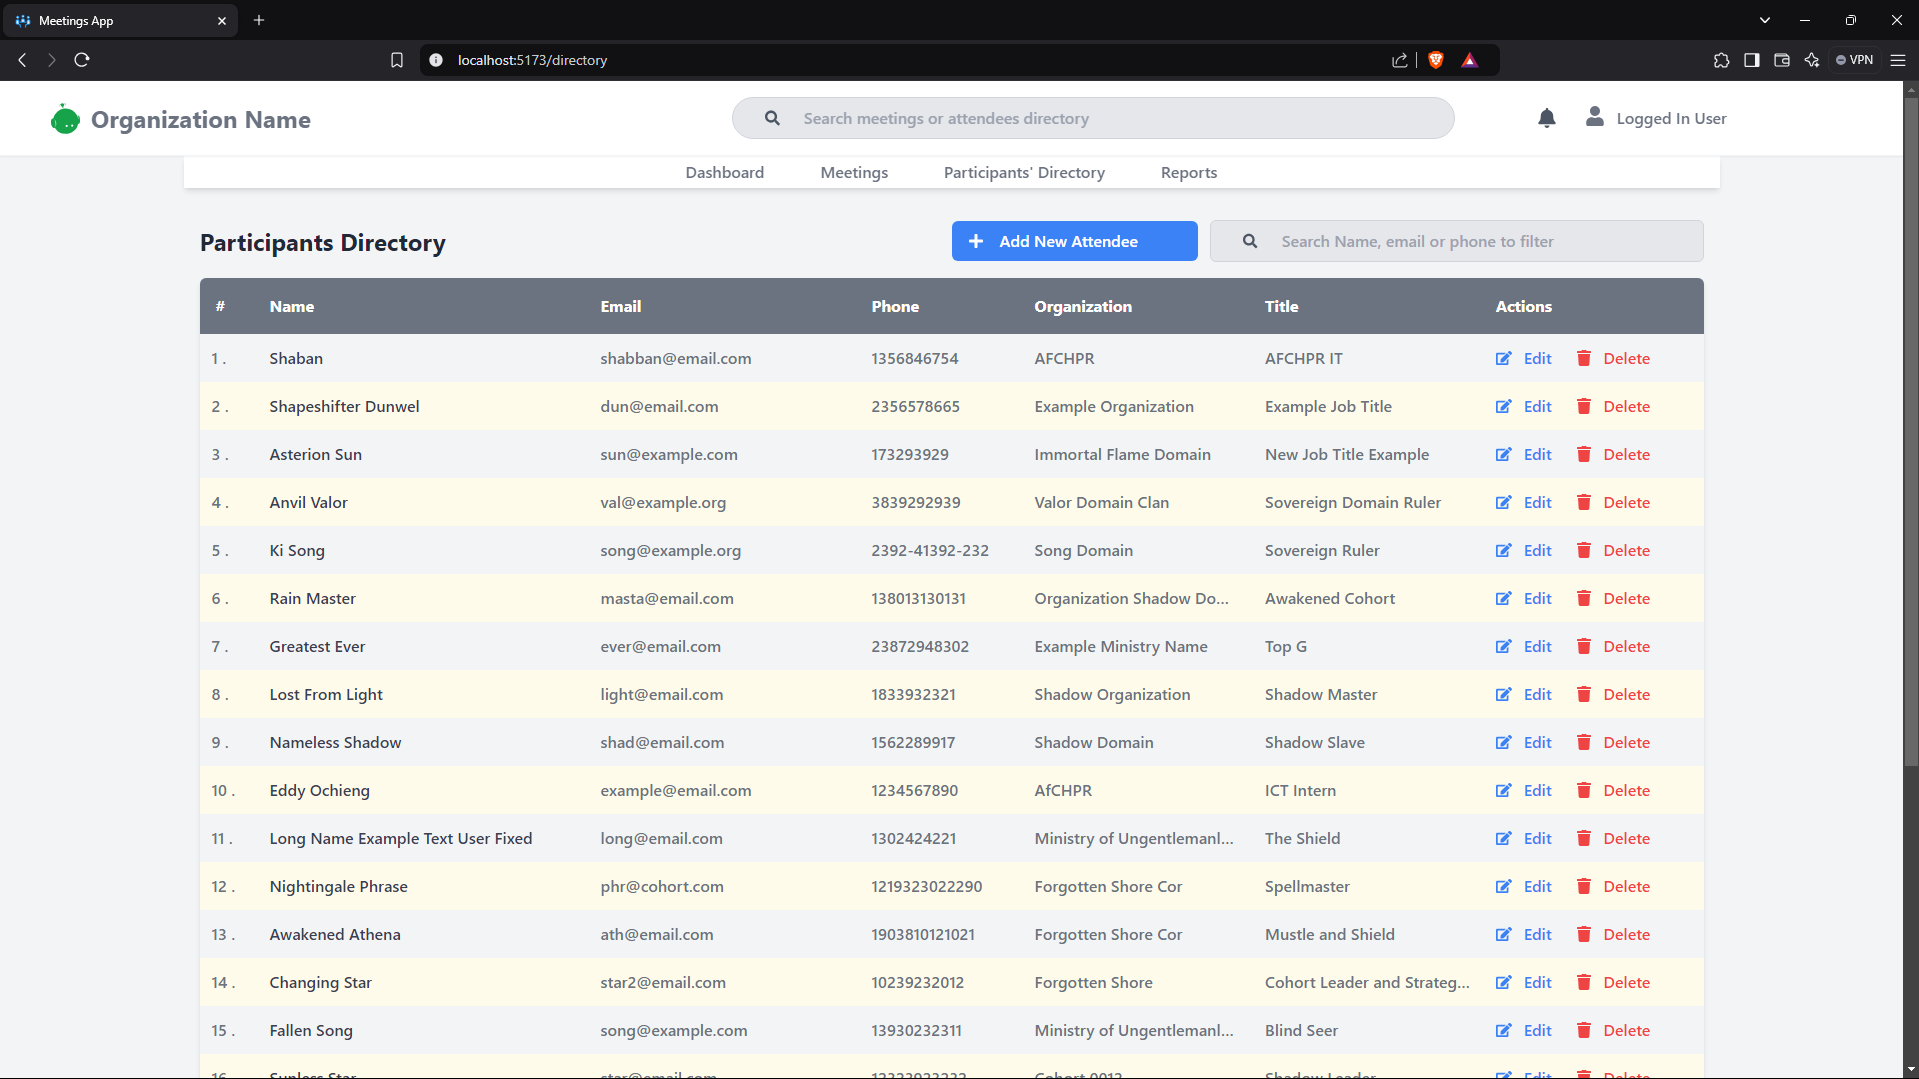 Meetings App
localhost:5173/directory
VPN
Organization Name
Search meetings or attendees directory
Logged In User
Dashboard Meetings Participants' Directory Reports
Participants Directory
Add New Attendee
Search Name, email or phone to filter
# Name Email Phone Organization Title Actions
1 . Shaban shabban@email.com 1356846754 AFCHPR AFCHPR IT Edit Delete
2 . Shapeshifter Dunwel dun@email.com 2356578665 Example Organization Example Job Title Edit Delete
3 . Asterion Sun sun@example.com 173293929 Immortal Flame Domain New Job Title Example Edit Delete
4 . Anvil Valor val@example.org 3839292939 Valor Domain Clan Sovereign Domain Ruler Edit Delete
5 . Ki Song song@example.org 2392-41392-232 Song Domain Sovereign Ruler Edit Delete
6 . Rain Master masta@email.com 138013130131 Organization Shadow Do... Awakened Cohort Edit Delete
7 . Greatest Ever ever@email.com 23872948302 Example Ministry Name Top G Edit Delete
8 . Lost From Light light@email.com 1833932321 Shadow Organization Shadow Master Edit Delete
9 . Nameless Shadow shad@email.com 1562289917 Shadow Domain Shadow Slave Edit Delete
10 . Eddy Ochieng example@email.com 1234567890 AfCHPR ICT Intern Edit Delete
11 . Long Name Example Text User Fixed long@email.com 1302424221 Ministry of Ungentlemanl... The Shield Edit Delete
12 . Nightingale Phrase phr@cohort.com 1219323022290 Forgotten Shore Cor Spellmaster Edit Delete
13 . Awakened Athena ath@email.com 1903810121021 Forgotten Shore Cor Mustle and Shield Edit Delete
14 . Changing Star star2@email.com 10239232012 Forgotten Shore Cohort Leader and Strateg... Edit Delete
15 . Fallen Song song@example.com 13930232311 Ministry of Ungentlemanl... Blind Seer Edit Delete
16 . Sunless Star star@email.com Cohort 0012 Shadow Leader Edit Delete